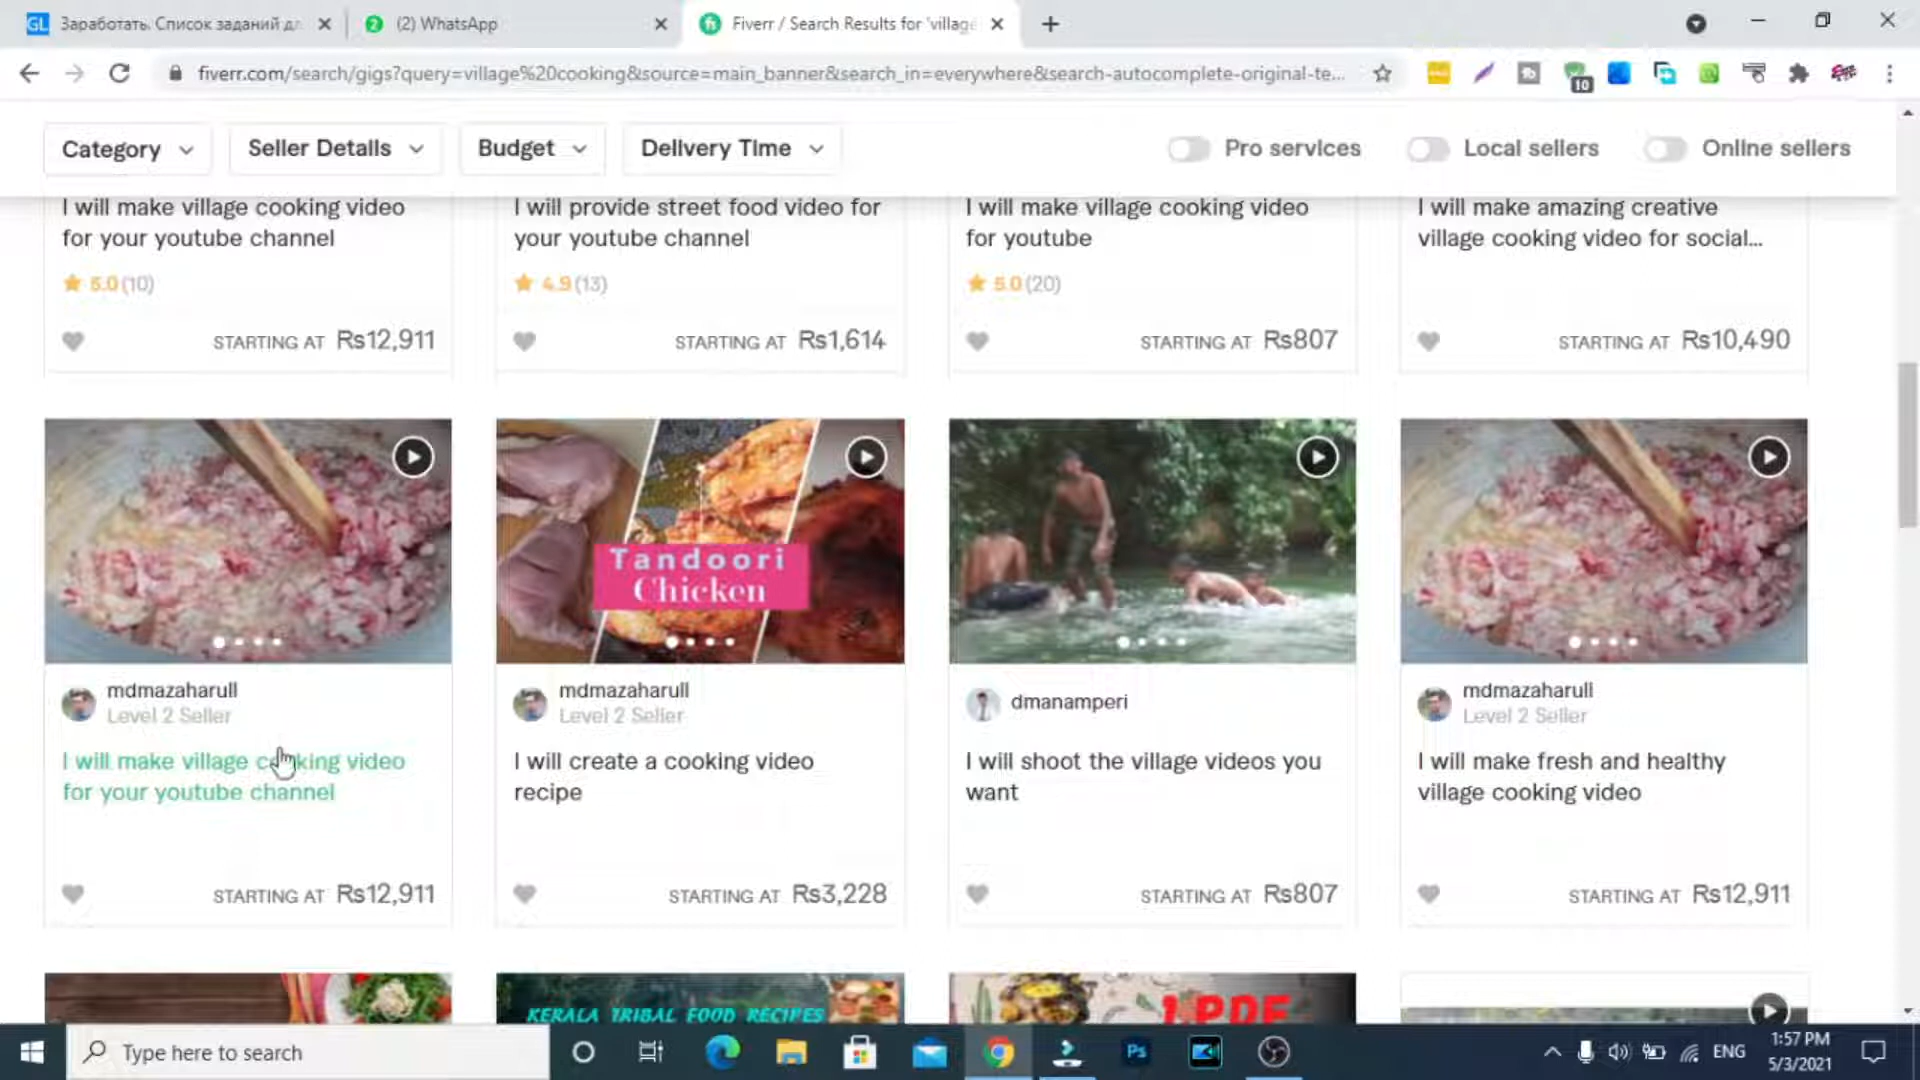 Заработать. Список заданий дл
(2) WhatsApp
Fiverr / Search Results for 'village
fiverr.com/search/gigs?query=village%20cooking&source=main_banner&search_in=everywhere&search-autocomplete-original-te...
10
Category
Seller Details
Budget
Delivery Time
Pro services
Local sellers
Online sellers
I will make village cooking video
for your youtube channel
5.0 (10)
STARTING AT Rs12,911
I will provide street food video for
your youtube channel
4.9 (13)
STARTING AT Rs1,614
I will make village cooking video
for youtube
5.0 (20)
STARTING AT Rs807
I will make amazing creative
village cooking video for social...
STARTING AT Rs10,490
mdmazaharull
Level 2 Seller
I will make village cooking video
for your youtube channel
STARTING AT Rs12,911
Tandoori
Chicken
mdmazaharull
Level 2 Seller
I will create a cooking video
recipe
STARTING AT Rs3,228
dmanamperi
I will shoot the village videos you
want
STARTING AT Rs807
mdmazaharull
Level 2 Seller
I will make fresh and healthy
village cooking video
STARTING AT Rs12,911
KERALA TRIBAL FOOD RECIPES
1 PDF
Type here to search
Ps
ENG
1:57 PM
5/3/2021